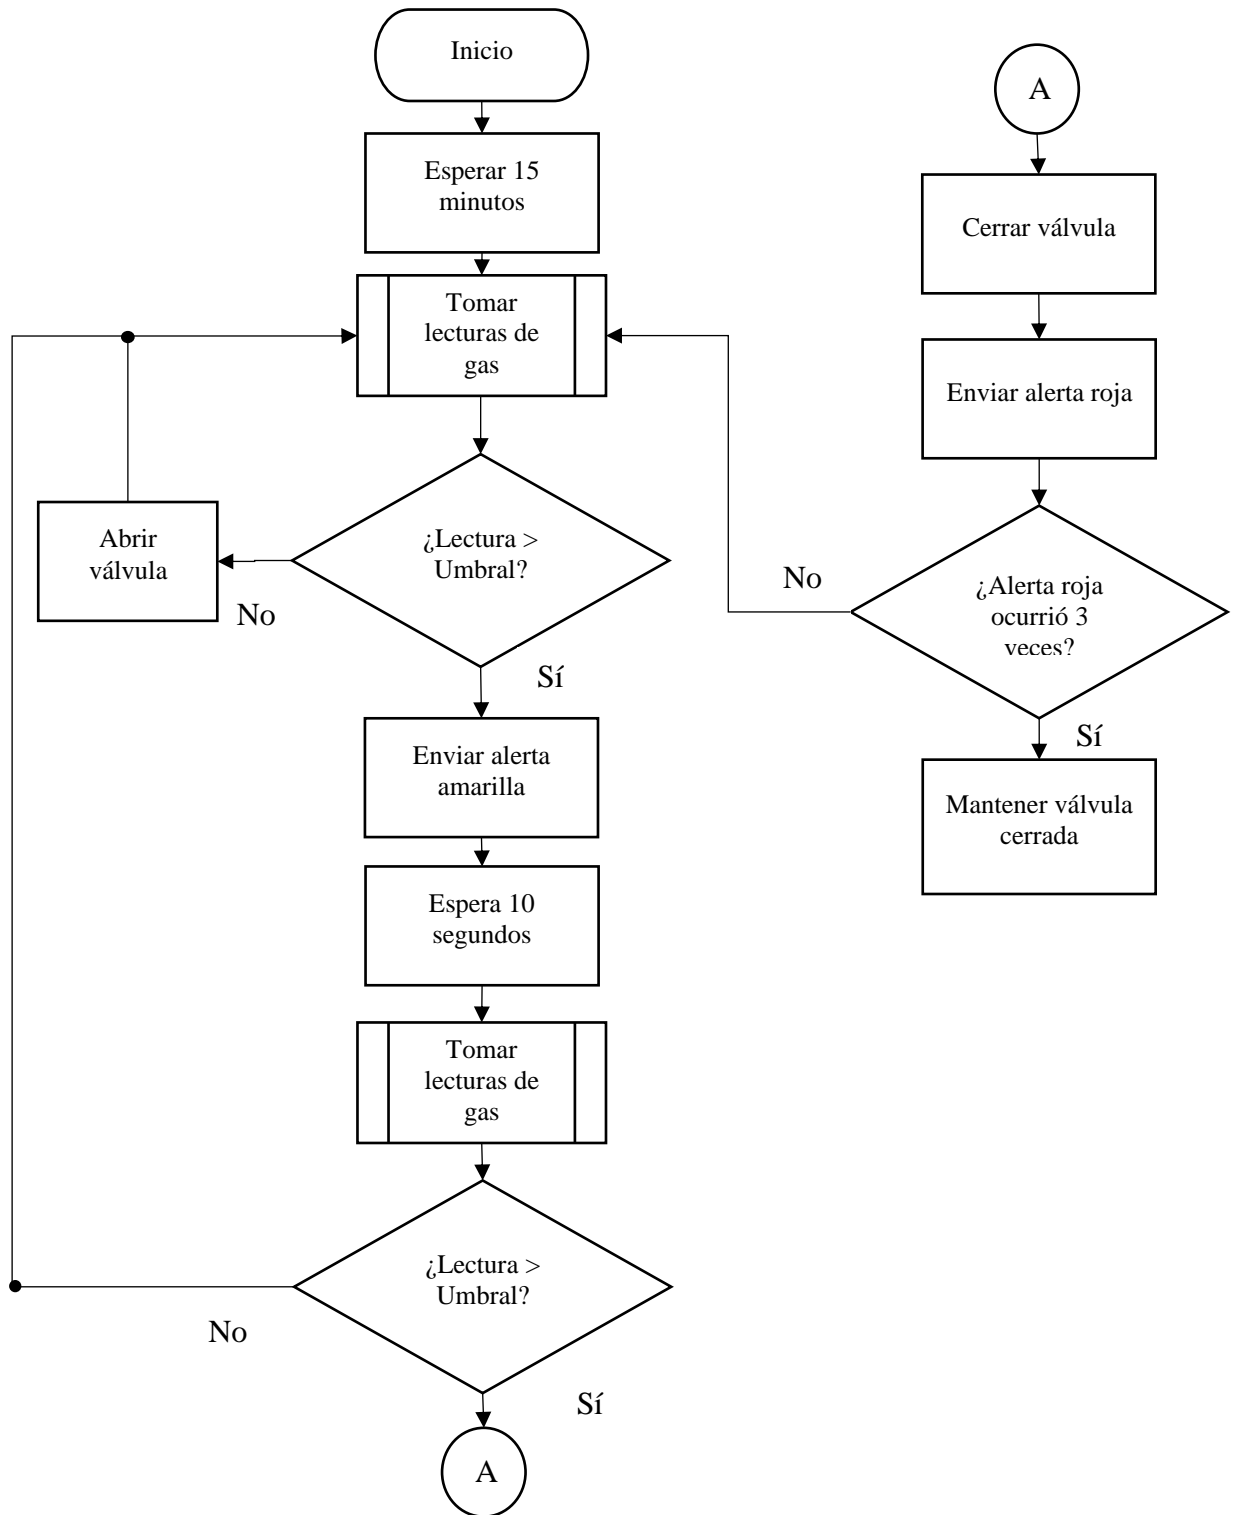 Inicio
Esperar 15
minutos
Tomar
lecturas de
gas
¿Lectura >
Umbral?
Abrir
válvula
No
Sí
Enviar alerta
amarilla
Espera 10
segundos
Tomar
lecturas de
gas
¿Lectura >
Umbral?
No
Sí
A
A
Cerrar válvula
Enviar alerta roja
¿Alerta roja
ocurrió 3
veces?
No
Sí
Mantener válvula
cerrada